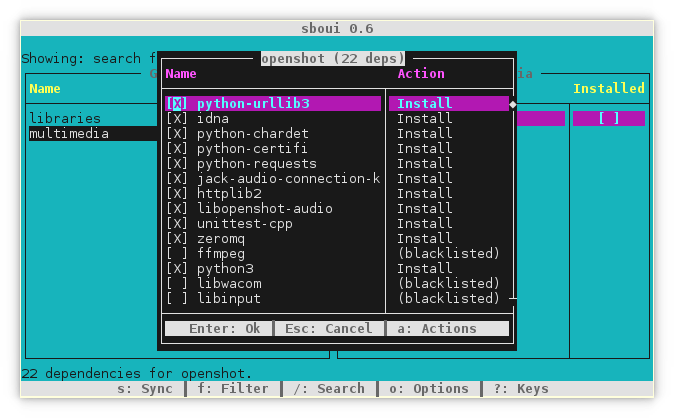 sboui 0.6
Showing: search f
openshot (22 deps)
G
ia
Name Action
Name Installed
[X] python-urllib3 Install
libraries [X] idna Install [ ]
multimedia [X] python-chardet Install
[X] python-certifi Install
[X] python-requests Install
[X] jack-audio-connection-k Install
[X] httplib2 Install
[X] libopenshot-audio Install
[X] unittest-cpp Install
[X] zeromq Install
[ ] ffmpeg (blacklisted)
[X] python3 Install
[ ] libwacom (blacklisted)
[ ] libinput (blacklisted)
Enter: Ok Esc: Cancel a: Actions
22 dependencies for openshot.
s: Sync f: Filter /: Search o: Options ?: Keys